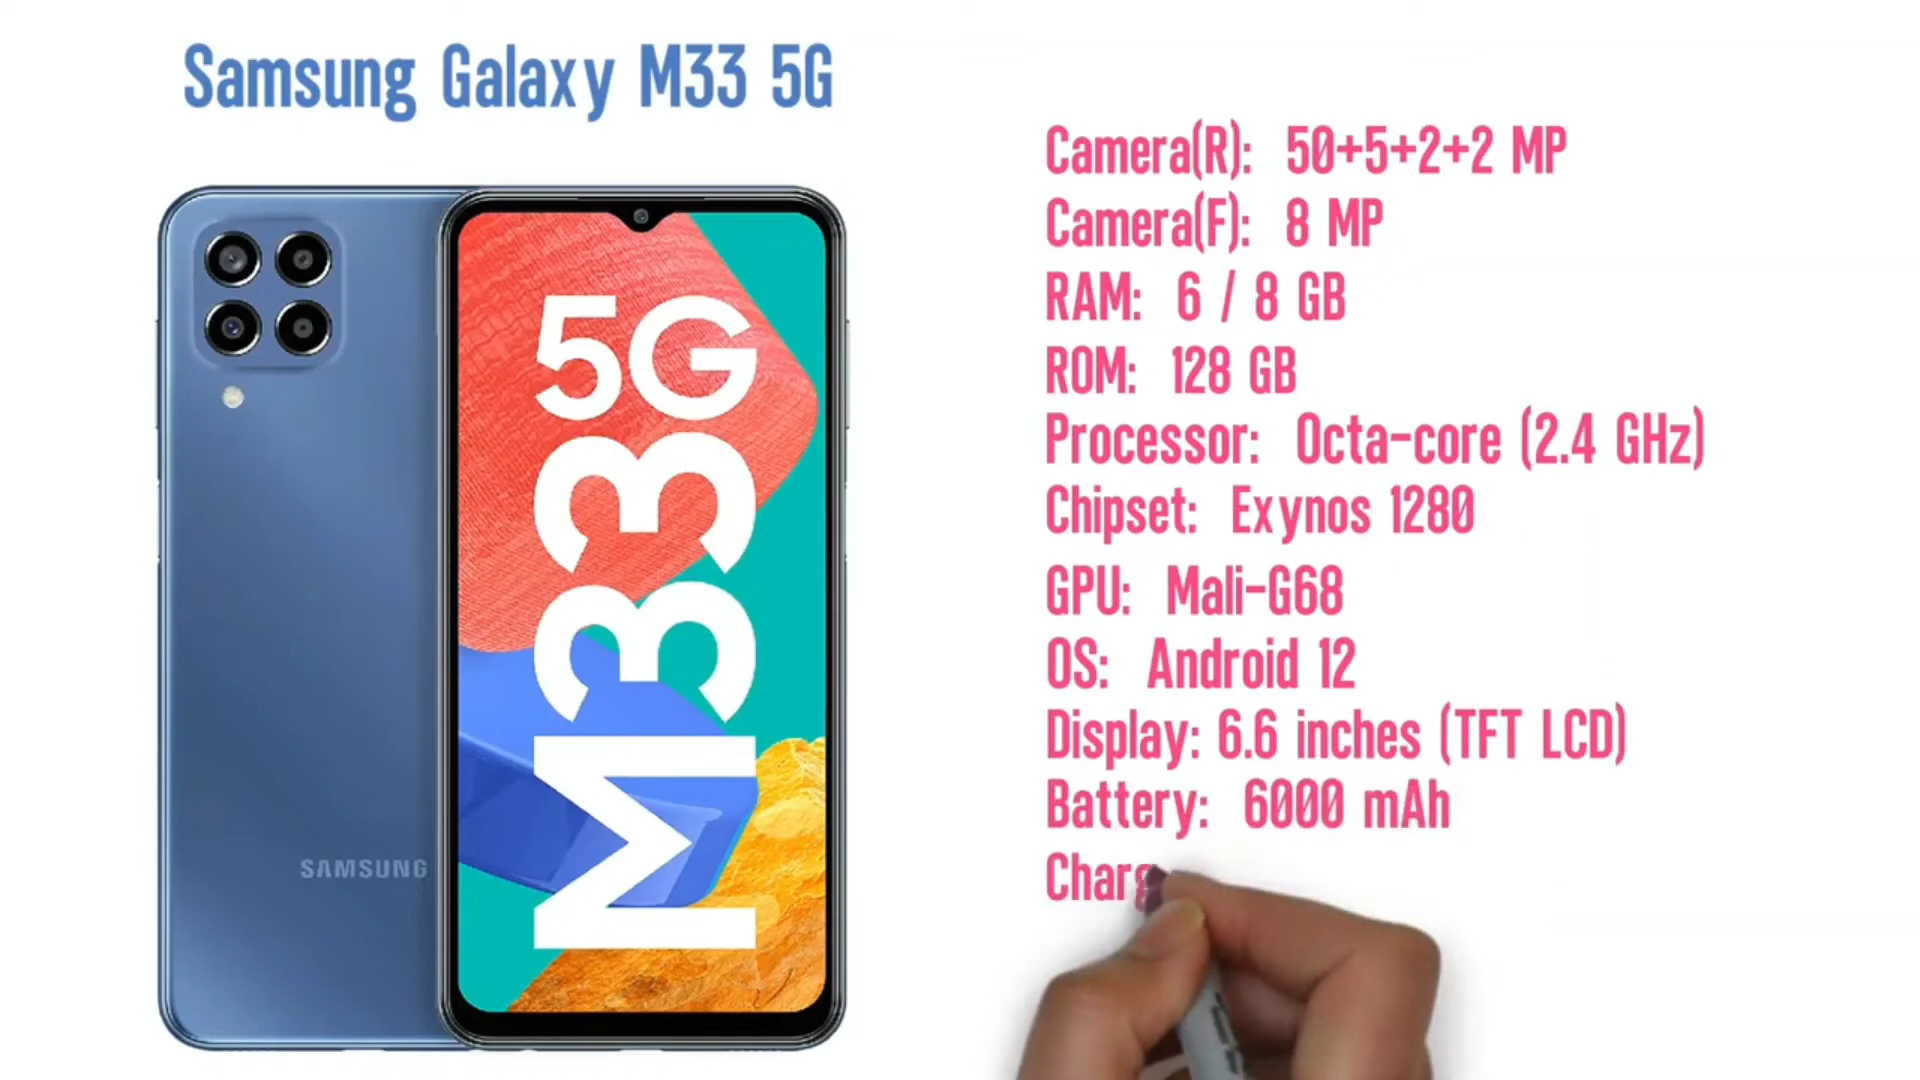 Samsung Galaxy M33 5G
Camera(R): 50+5+2+2 MP
Camera(F): 8 MP
RAM: 6 / 8 GB
ROM: 128 GB
Processor: Octa-core (2.4 GHz)
Chipset: Exynos 1280
GPU: Mali-G68
OS: Android 12
Display: 6.6 inches (TFT LCD)
Battery: 6000 mAh
Charg
SAMSUNG
M33 5G